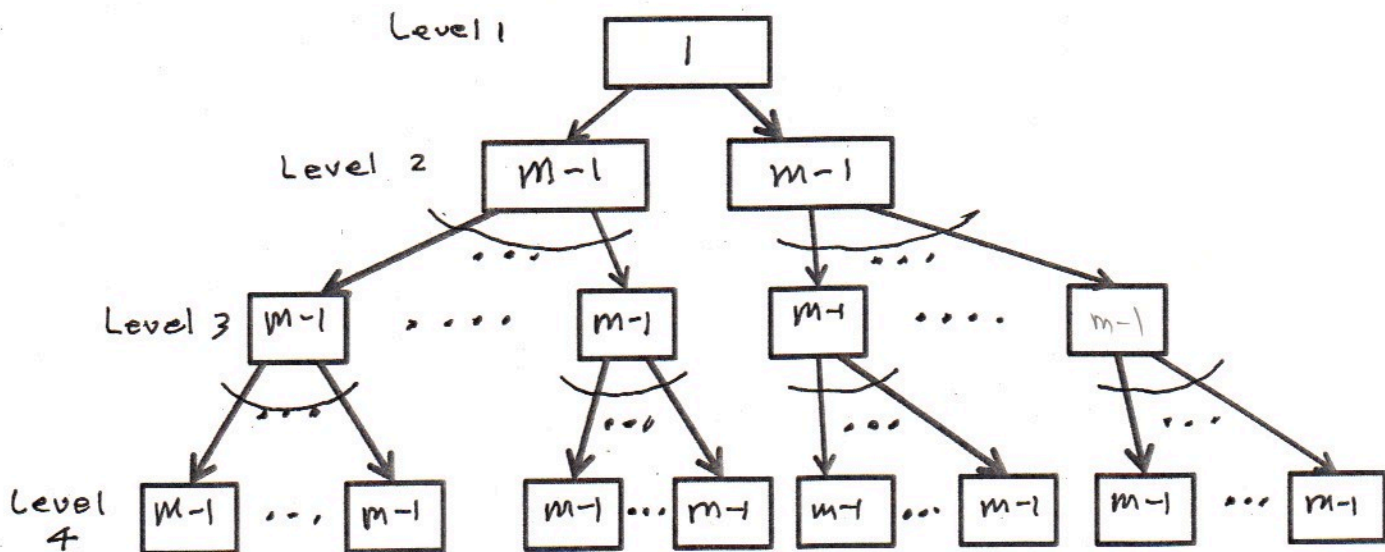 Level 1
1
Level 2 m-1 m-1
... ...
Level 3 m-1 .... m-1 m-1 .... m-1
... ... ... ...
Level 4 m-1 ... m-1 m-1 ... m-1 m-1 ... m-1 m-1 ... m-1